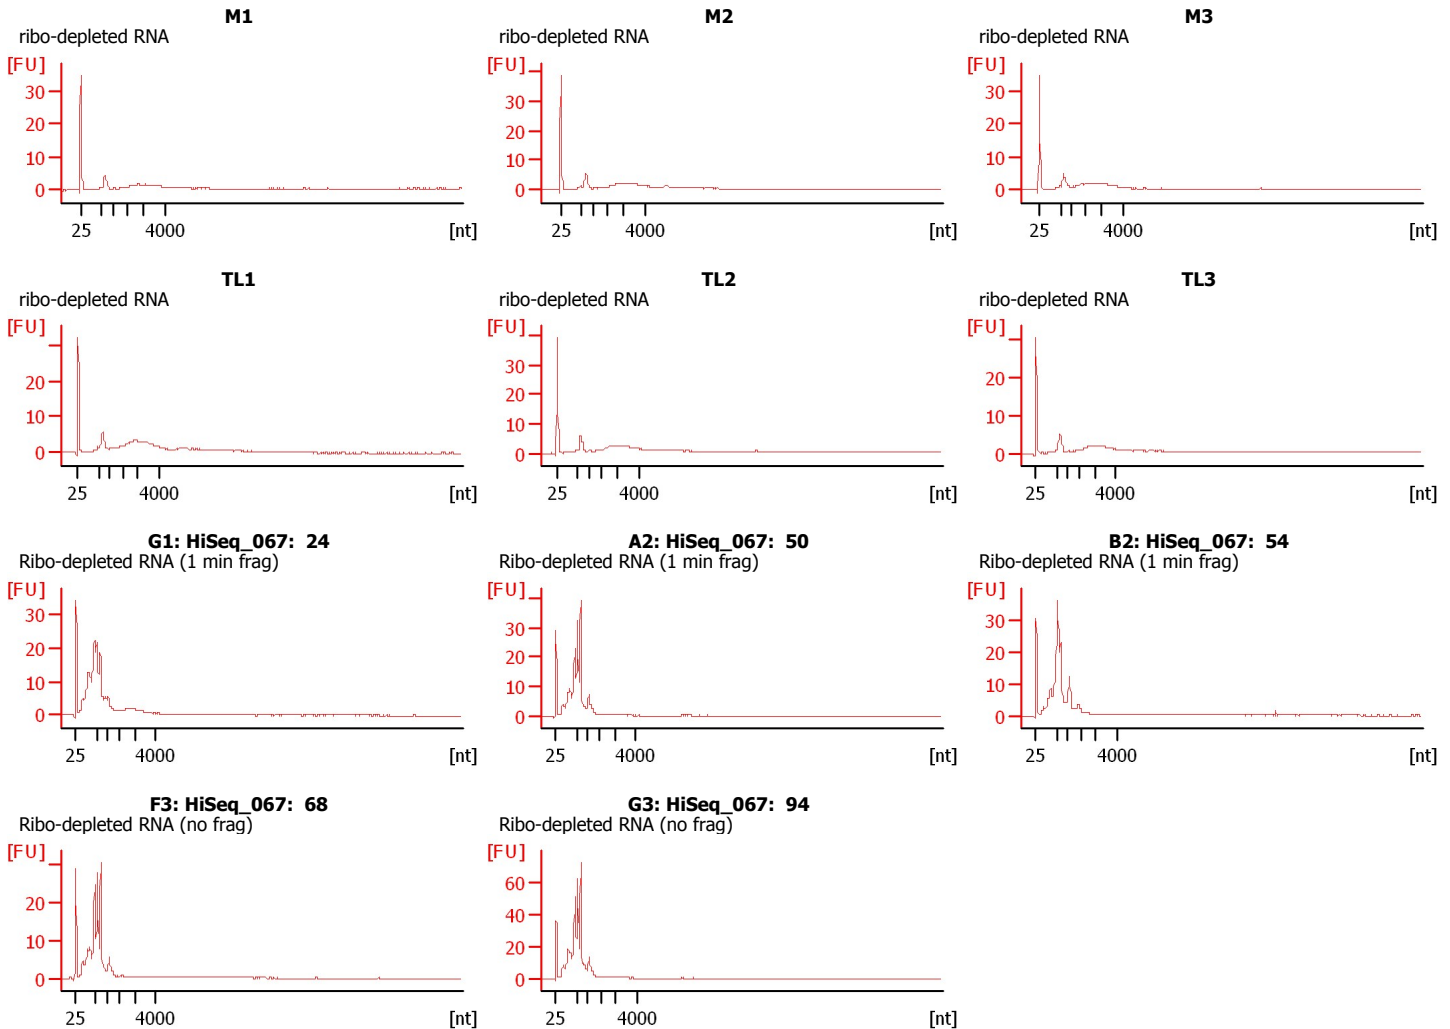 M1
ribo-depleted RNA
[FU]
30
20
10
0
25 4000 [nt]
M2
ribo-depleted RNA
[FU]
30
20
10
0
25 4000 [nt]
M3
ribo-depleted RNA
[FU]
30
20
10
0
25 4000 [nt]
TL1
ribo-depleted RNA
[FU]
20
10
0
25 4000 [nt]
TL2
ribo-depleted RNA
[FU]
30
20
10
0
25 4000 [nt]
TL3
ribo-depleted RNA
[FU]
20
10
0
25 4000 [nt]
G1: HiSeq_067: 24
Ribo-depleted RNA (1 min frag)
[FU]
30
20
10
0
25 4000 [nt]
A2: HiSeq_067: 50
Ribo-depleted RNA (1 min frag)
[FU]
30
20
10
0
25 4000 [nt]
B2: HiSeq_067: 54
Ribo-depleted RNA (1 min frag)
[FU]
30
20
10
0
25 4000 [nt]
F3: HiSeq_067: 68
Ribo-depleted RNA (no frag)
[FU]
20
10
0
25 4000 [nt]
G3: HiSeq_067: 94
Ribo-depleted RNA (no frag)
[FU]
60
40
20
0
25 4000 [nt]